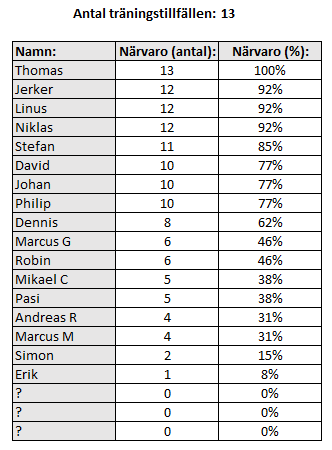 Antal träningstillfällen: 13
Namn: Närvaro (antal): Närvaro (%):
Thomas 13 100%
Jerker 12 92%
Linus 12 92%
Niklas 12 92%
Stefan 11 85%
David 10 77%
Johan 10 77%
Philip 10 77%
Dennis 8 62%
Marcus G 6 46%
Robin 6 46%
Mikael C 5 38%
Pasi 5 38%
Andreas R 4 31%
Marcus M 4 31%
Simon 2 15%
Erik 1 8%
? 0 0%
? 0 0%
? 0 0%